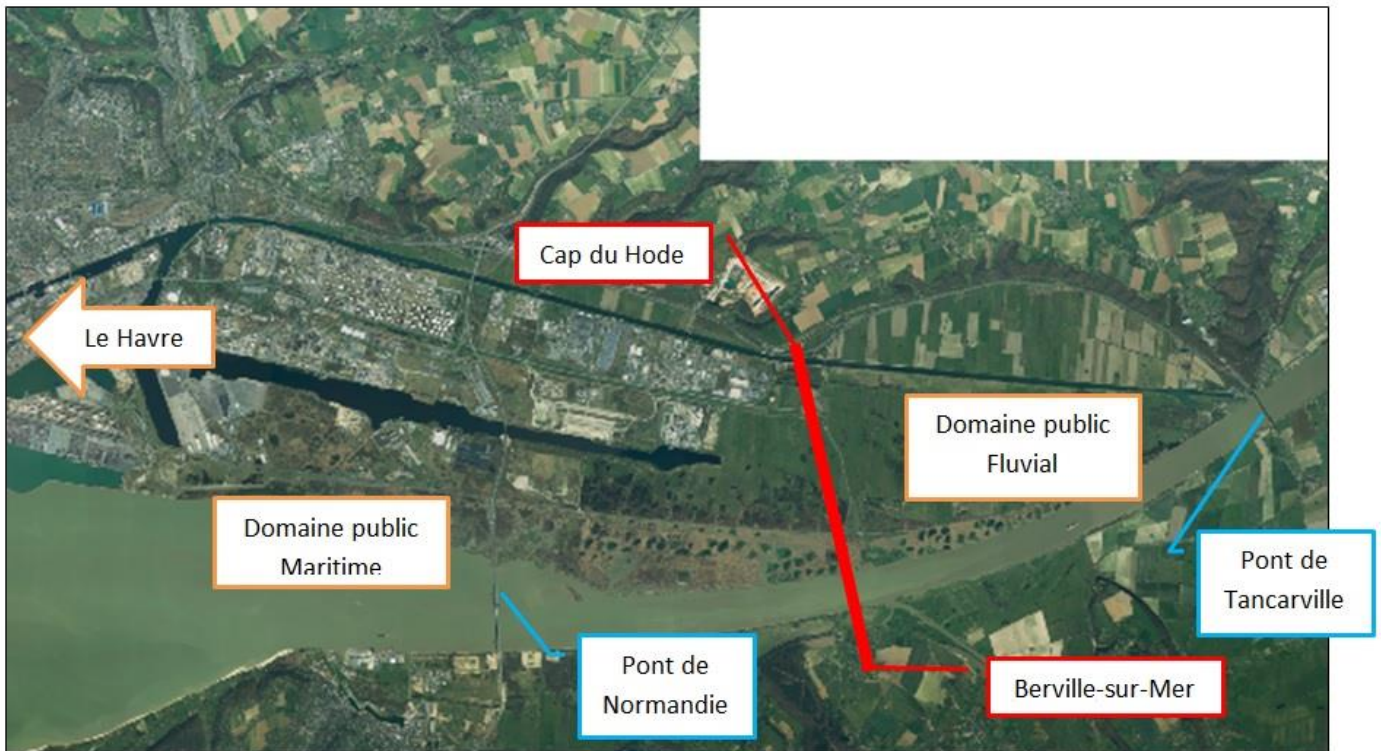 Cap du Hode
Le Havre
Domaine public
Fluvial
Domaine public
Maritime
Pont de
Tancarville
Pont de
Normandie
Berville-sur-Mer